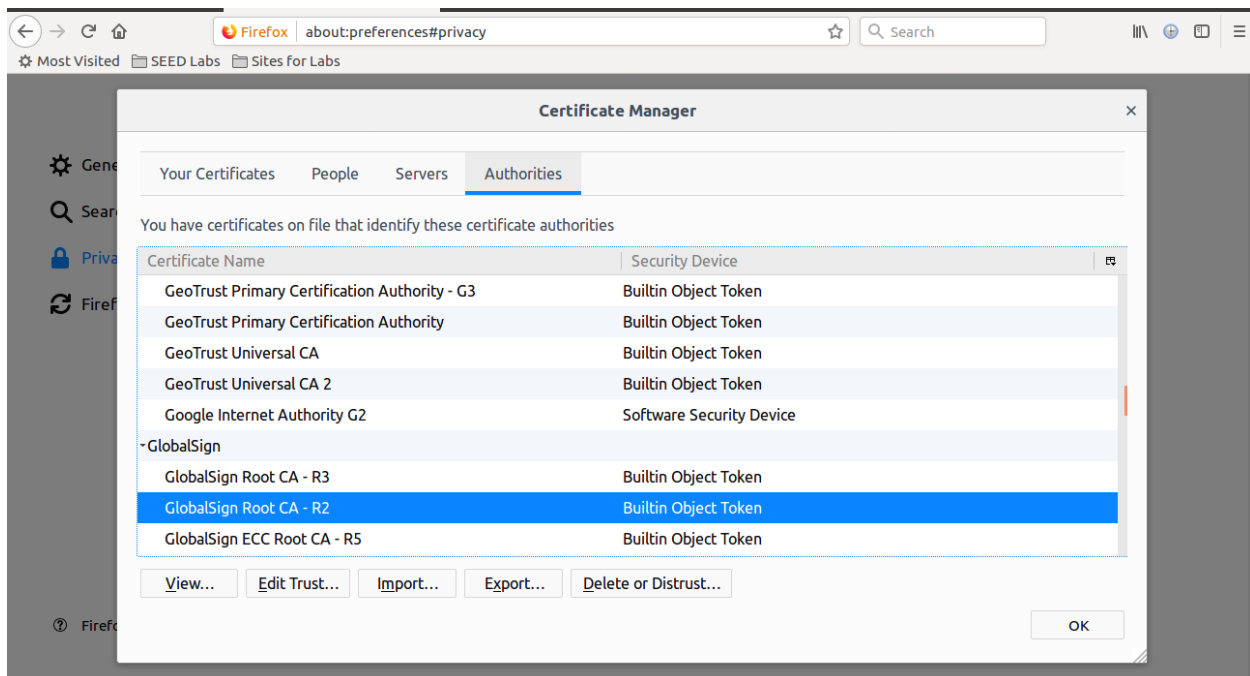 Firefox about:preferences#privacy Search
Most Visited SEED Labs Sites for Labs
Certificate Manager
Gene
Sear
Priva
Firef
Firefo
Your Certificates People Servers Authorities
You have certificates on file that identify these certificate authorities
Certificate Name Security Device
GeoTrust Primary Certification Authority - G3 Builtin Object Token
GeoTrust Primary Certification Authority Builtin Object Token
GeoTrust Universal CA Builtin Object Token
GeoTrust Universal CA 2 Builtin Object Token
Google Internet Authority G2 Software Security Device
GlobalSign
GlobalSign Root CA - R3 Builtin Object Token
GlobalSign Root CA - R2 Builtin Object Token
GlobalSign ECC Root CA - R5 Builtin Object Token
View... Edit Trust... Import... Export... Delete or Distrust...
OK